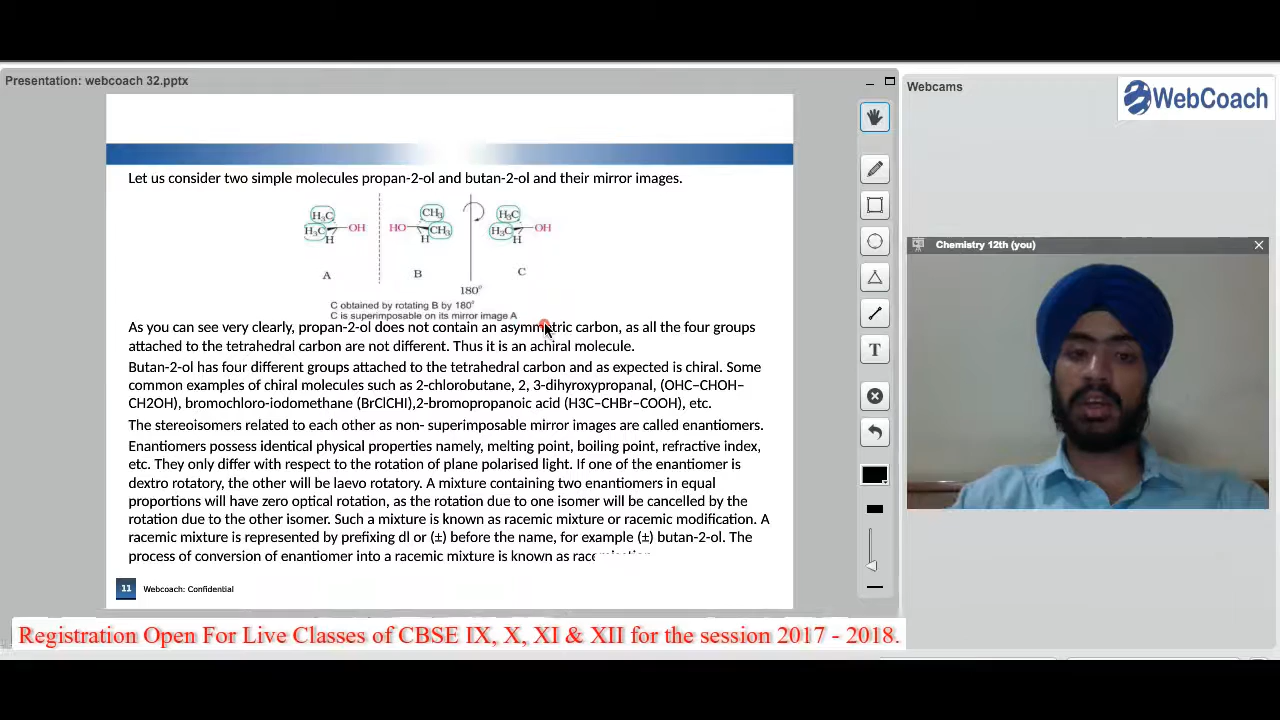 Presentation: webcoach 32.pptx
Webcams
WebCoach
Let us consider two simple molecules propan-2-ol and butan-2-ol and their mirror images.
H3C CH3 H3C
H3C OH HO CH3 H3C OH
H H H
A B C
180°
C obtained by rotating B by 180°
C is superimposable on its mirror image A
Chemistry 12th (you)
As you can see very clearly, propan-2-ol does not contain an asymmetric carbon, as all the four groups
attached to the tetrahedral carbon are not different. Thus it is an achiral molecule.
Butan-2-ol has four different groups attached to the tetrahedral carbon and as expected is chiral. Some
common examples of chiral molecules such as 2-chlorobutane, 2, 3-dihyroxypropanal, (OHC–CHOH–
CH2OH), bromochloro-iodomethane (BrClCHI),2-bromopropanoic acid (H3C–CHBr–COOH), etc.
The stereoisomers related to each other as non- superimposable mirror images are called enantiomers.
Enantiomers possess identical physical properties namely, melting point, boiling point, refractive index,
etc. They only differ with respect to the rotation of plane polarised light. If one of the enantiomer is
dextro rotatory, the other will be laevo rotatory. A mixture containing two enantiomers in equal
proportions will have zero optical rotation, as the rotation due to one isomer will be cancelled by the
rotation due to the other isomer. Such a mixture is known as racemic mixture or racemic modification. A
racemic mixture is represented by prefixing dl or (±) before the name, for example (±) butan-2-ol. The
process of conversion of enantiomer into a racemic mixture is known as
11 Webcoach: Confidential
T
Registration Open For Live Classes of CBSE IX, X, XI & XII for the session 2017 - 2018.